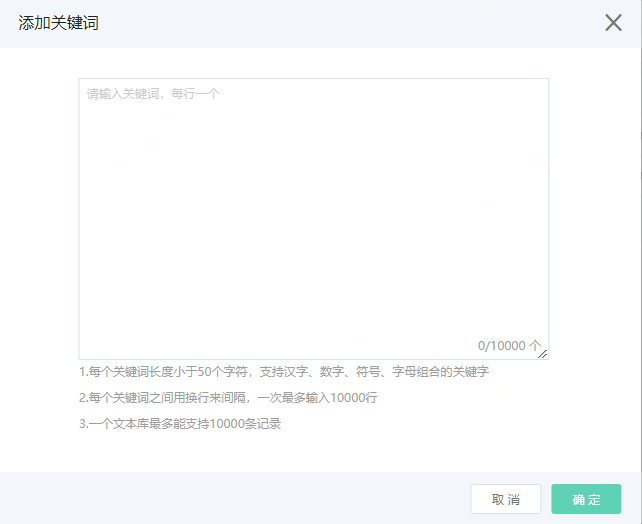 添加关键词
请输入关键词，每行一个
0/10000 个
1.每个关键词长度小于50个字符，支持汉字、数字、符号、字母组合的关键字
2.每个关键词之间用换行来间隔，一次最多输入10000行
3.一个文本库最多能支持10000条记录
取消 确定